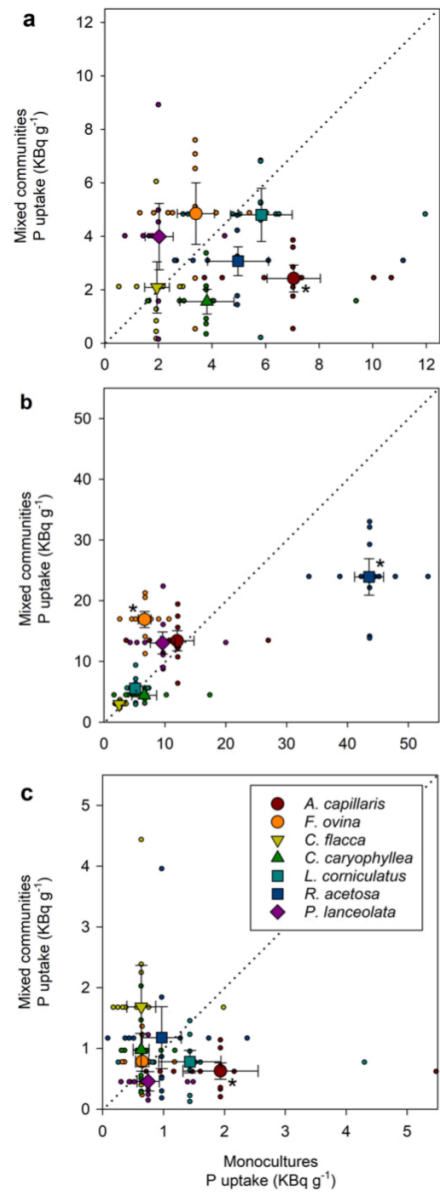 a
Mixed communities
P uptake (KBq g⁻¹)
12
10
8
6
4
2
0
*
0 2 4 6 8 10 12
b
Mixed communities
P uptake (KBq g⁻¹)
50
40
30
20
10
0
*
*
0 10 20 30 40 50
c
Mixed communities
P uptake (KBq g⁻¹)
5
4
3
2
1
0
A. capillaris
F. ovina
C. flacca
C. caryophyllea
L. corniculatus
R. acetosa
P. lanceolata
*
0 1 2 3 4 5
Monocultures
P uptake (KBq g⁻¹)